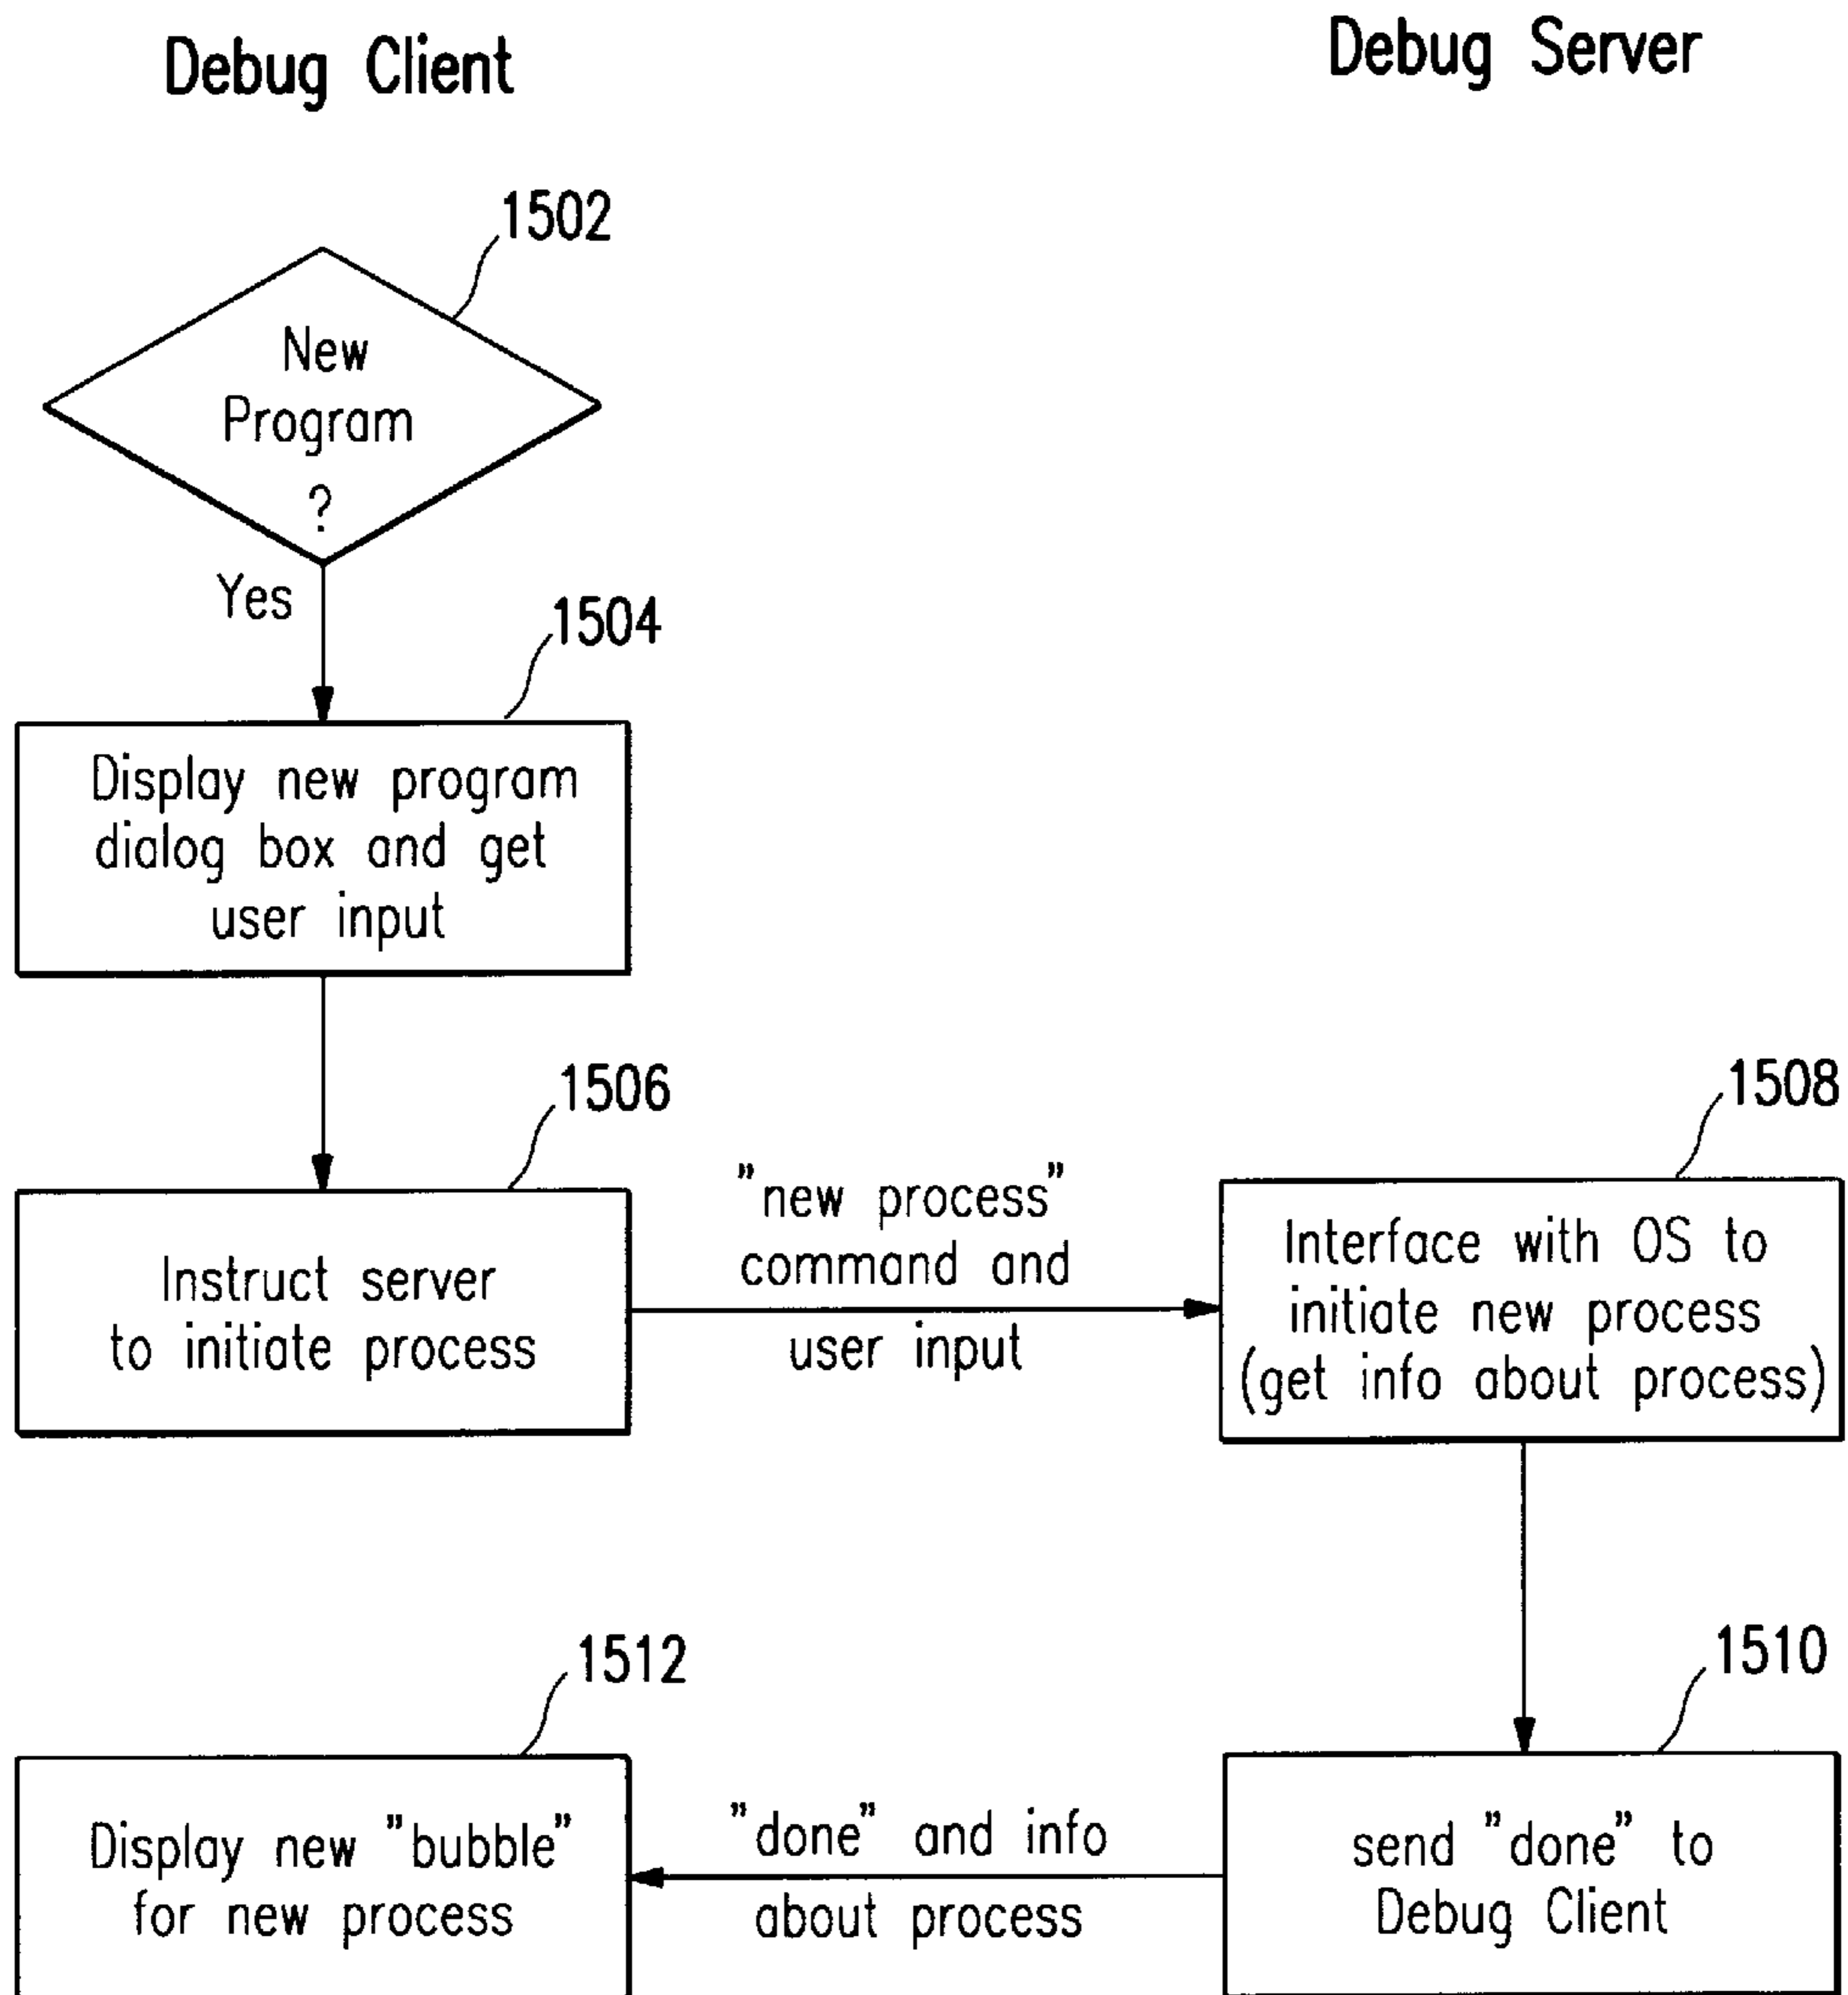 Debug Client
Debug Server
1502
New
Program
?
Yes
1504
Display new program
dialog box and get
user input
1506
Instruct server
to initiate process
"new process"
command and
user input
1508
Interface with OS to
initiate new process
(get info about process)
1510
send "done" to
Debug Client
"done" and info
about process
1512
Display new "bubble"
for new process